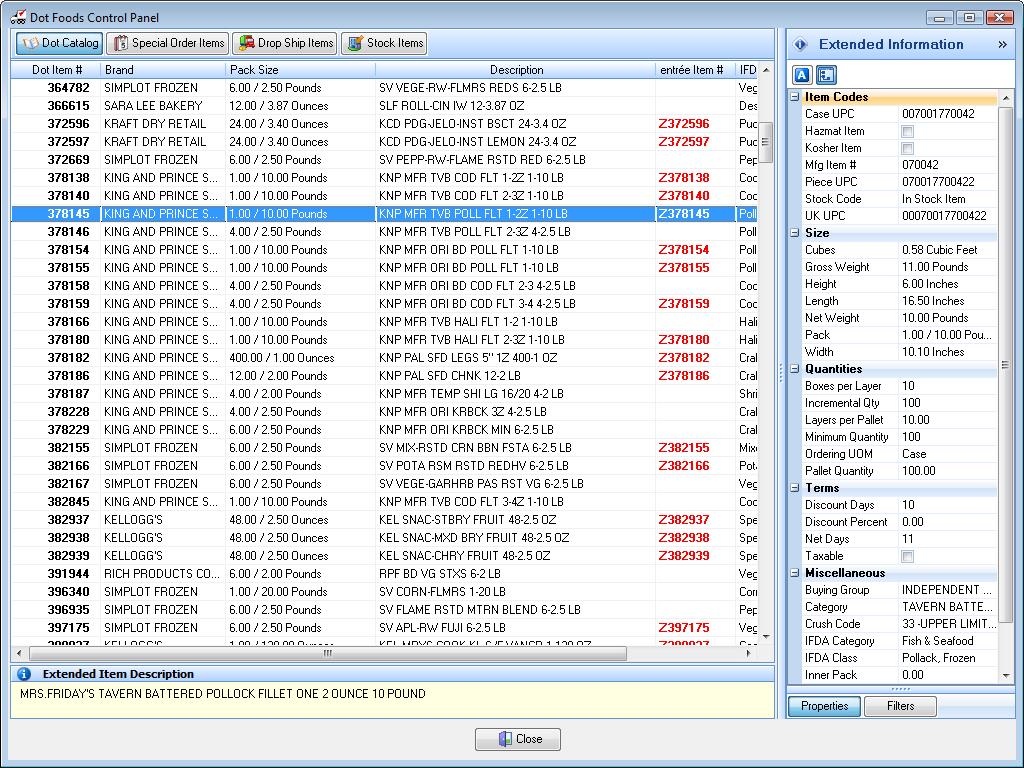 Dot Foods Control Panel
Dot Catalog Special Order Items Drop Ship Items Stock Items
Dot Item # Brand Pack Size Description entrée Item # IFD
364782 SIMPLOT FROZEN 6.00 / 2.50 Pounds SV VEGE-RW-FLMRS REDS 6-2.5 LB Veg
366615 SARA LEE BAKERY 12.00 / 3.87 Ounces SLF ROLL-CIN IW 12-3.87 OZ Des
372596 KRAFT DRY RETAIL 24.00 / 3.40 Ounces KCD PDG-JELO-INST BSCT 24-3.4 OZ Z372596 Puc
372597 KRAFT DRY RETAIL 24.00 / 3.40 Ounces KCD PDG-JELO-INST LEMON 24-3.4 OZ Z372597 Puc
372669 SIMPLOT FROZEN 6.00 / 2.50 Pounds SV PEPP-RW-FLAME RSTD RED 6-2.5 LB Pep
378138 KING AND PRINCE S... 1.00 / 10.00 Pounds KNP MFR TVB COD FLT 1-2Z 1-10 LB Z378138 Coc
378140 KING AND PRINCE S... 1.00 / 10.00 Pounds KNP MFR TVB COD FLT 2-3Z 1-10 LB Z378140 Coc
378145 KING AND PRINCE S... 1.00 / 10.00 Pounds KNP MFR TVB POLL FLT 1-2Z 1-10 LB Z378145 Poll
378146 KING AND PRINCE S... 4.00 / 2.50 Pounds KNP MFR TVB POLL FLT 2-3Z 4-2.5 LB Poll
378154 KING AND PRINCE S... 1.00 / 10.00 Pounds KNP MFR ORI BD POLL FLT 1-10 LB Z378154 Poll
378155 KING AND PRINCE S... 1.00 / 10.00 Pounds KNP MFR ORI BD POLL FLT 1-10 LB Z378155 Poll
378158 KING AND PRINCE S... 4.00 / 2.50 Pounds KNP MFR ORI BD COD FLT 2-3 4-2.5 LB Coc
378159 KING AND PRINCE S... 4.00 / 2.50 Pounds KNP MFR ORI BD COD FLT 3-4 4-2.5 LB Z378159 Coc
378166 KING AND PRINCE S... 1.00 / 10.00 Pounds KNP MFR TVB HALI FLT 1-2 1-10 LB Hali
378180 KING AND PRINCE S... 1.00 / 10.00 Pounds KNP MFR TVB HALI FLT 2-3Z 1-10 LB Z378180 Hali
378182 KING AND PRINCE S... 400.00 / 1.00 Ounces KNP PAL SFD LEGS 5" 1Z 400-1 OZ Z378182 Cral
378186 KING AND PRINCE S... 12.00 / 2.00 Pounds KNP PAL SFD CHNK 12-2 LB Z378186 Cral
378187 KING AND PRINCE S... 4.00 / 2.00 Pounds KNP MFR TEMP SHI LG 16/20 4-2 LB Shri
378228 KING AND PRINCE S... 4.00 / 2.50 Pounds KNP MFR ORI KRBCK 3Z 4-2.5 LB Cral
378229 KING AND PRINCE S... 6.00 / 2.50 Pounds KNP MFR ORI KRBCK MIN 6-2.5 LB Cral
382155 SIMPLOT FROZEN 6.00 / 2.50 Pounds SV MIX-RSTD CRN BBN FSTA 6-2.5 LB Z382155 Mixe
382166 SIMPLOT FROZEN 6.00 / 2.50 Pounds SV POTA RSM RSTD REDHV 6-2.5 LB Z382166 Pot
382167 SIMPLOT FROZEN 6.00 / 2.50 Pounds SV VEGE-GARHRB PAS RST VG 6-2.5 LB Veg
382845 KING AND PRINCE S... 1.00 / 10.00 Pounds KNP MFR TVB COD FLT 3-4Z 1-10 LB Coc
382937 KELLOGG'S 48.00 / 2.50 Ounces KEL SNAC-STBRY FRUIT 48-2.5 OZ Z382937 Spe
382938 KELLOGG'S 48.00 / 2.50 Ounces KEL SNAC-MXD BRY FRUIT 48-2.5 OZ Z382938 Spe
382939 KELLOGG'S 48.00 / 2.50 Ounces KEL SNAC-CHRY FRUIT 48-2.5 OZ Z382939 Spe
391944 RICH PRODUCTS CO... 6.00 / 2.00 Pounds RPF BD VG STXS 6-2 LB Veg
396340 SIMPLOT FROZEN 1.00 / 20.00 Pounds SV CORN-FLMRS 1-20 LB Corr
396935 SIMPLOT FROZEN 6.00 / 2.50 Pounds SV FLAME RSTD MTRN BLEND 6-2.5 LB Pep
397175 SIMPLOT FROZEN 6.00 / 2.50 Pounds SV APL-RW FUJI 6-2.5 LB Z397175 Veg
Extended Item Description
MRS.FRIDAY'S TAVERN BATTERED POLLOCK FILLET ONE 2 OUNCE 10 POUND
Extended Information »
A
Item Codes
Case UPC 007001770042
Hazmat Item
Kosher Item
Mfg Item # 070042
Piece UPC 070017700422
Stock Code In Stock Item
UK UPC 00070017700422
Size
Cubes 0.58 Cubic Feet
Gross Weight 11.00 Pounds
Height 6.00 Inches
Length 16.50 Inches
Net Weight 10.00 Pounds
Pack 1.00 / 10.00 Pou...
Width 10.10 Inches
Quantities
Boxes per Layer 10
Incremental Qty 100
Layers per Pallet 10.00
Minimum Quantity 100
Ordering UOM Case
Pallet Quantity 100.00
Terms
Discount Days 10
Discount Percent 0.00
Net Days 11
Taxable
Miscellaneous
Buying Group INDEPENDENT ...
Category TAVERN BATTE...
Crush Code 33 -UPPER LIMIT...
IFDA Category Fish & Seafood
IFDA Class Pollack, Frozen
Inner Pack 0.00
Properties Filters
Close